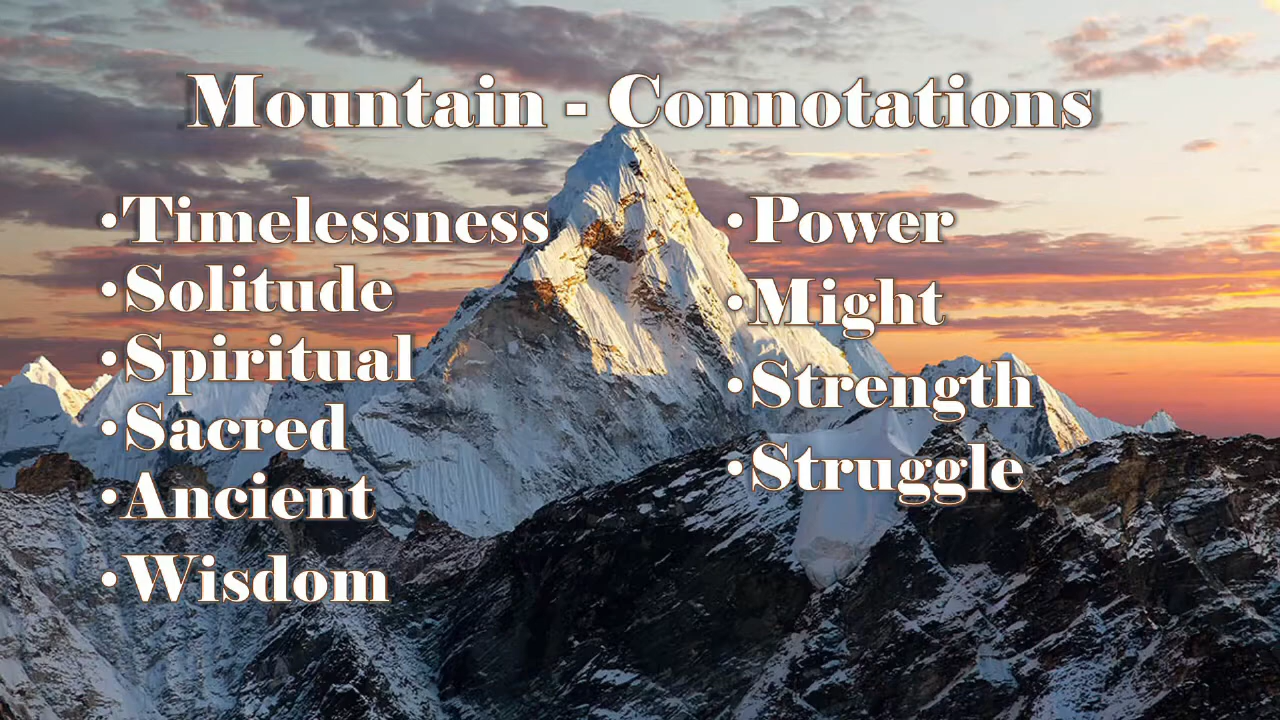 Mountain - Connotations
•Timelessness
•Solitude
•Spiritual
•Sacred
•Ancient
•Wisdom
•Power
•Might
•Strength
•Struggle